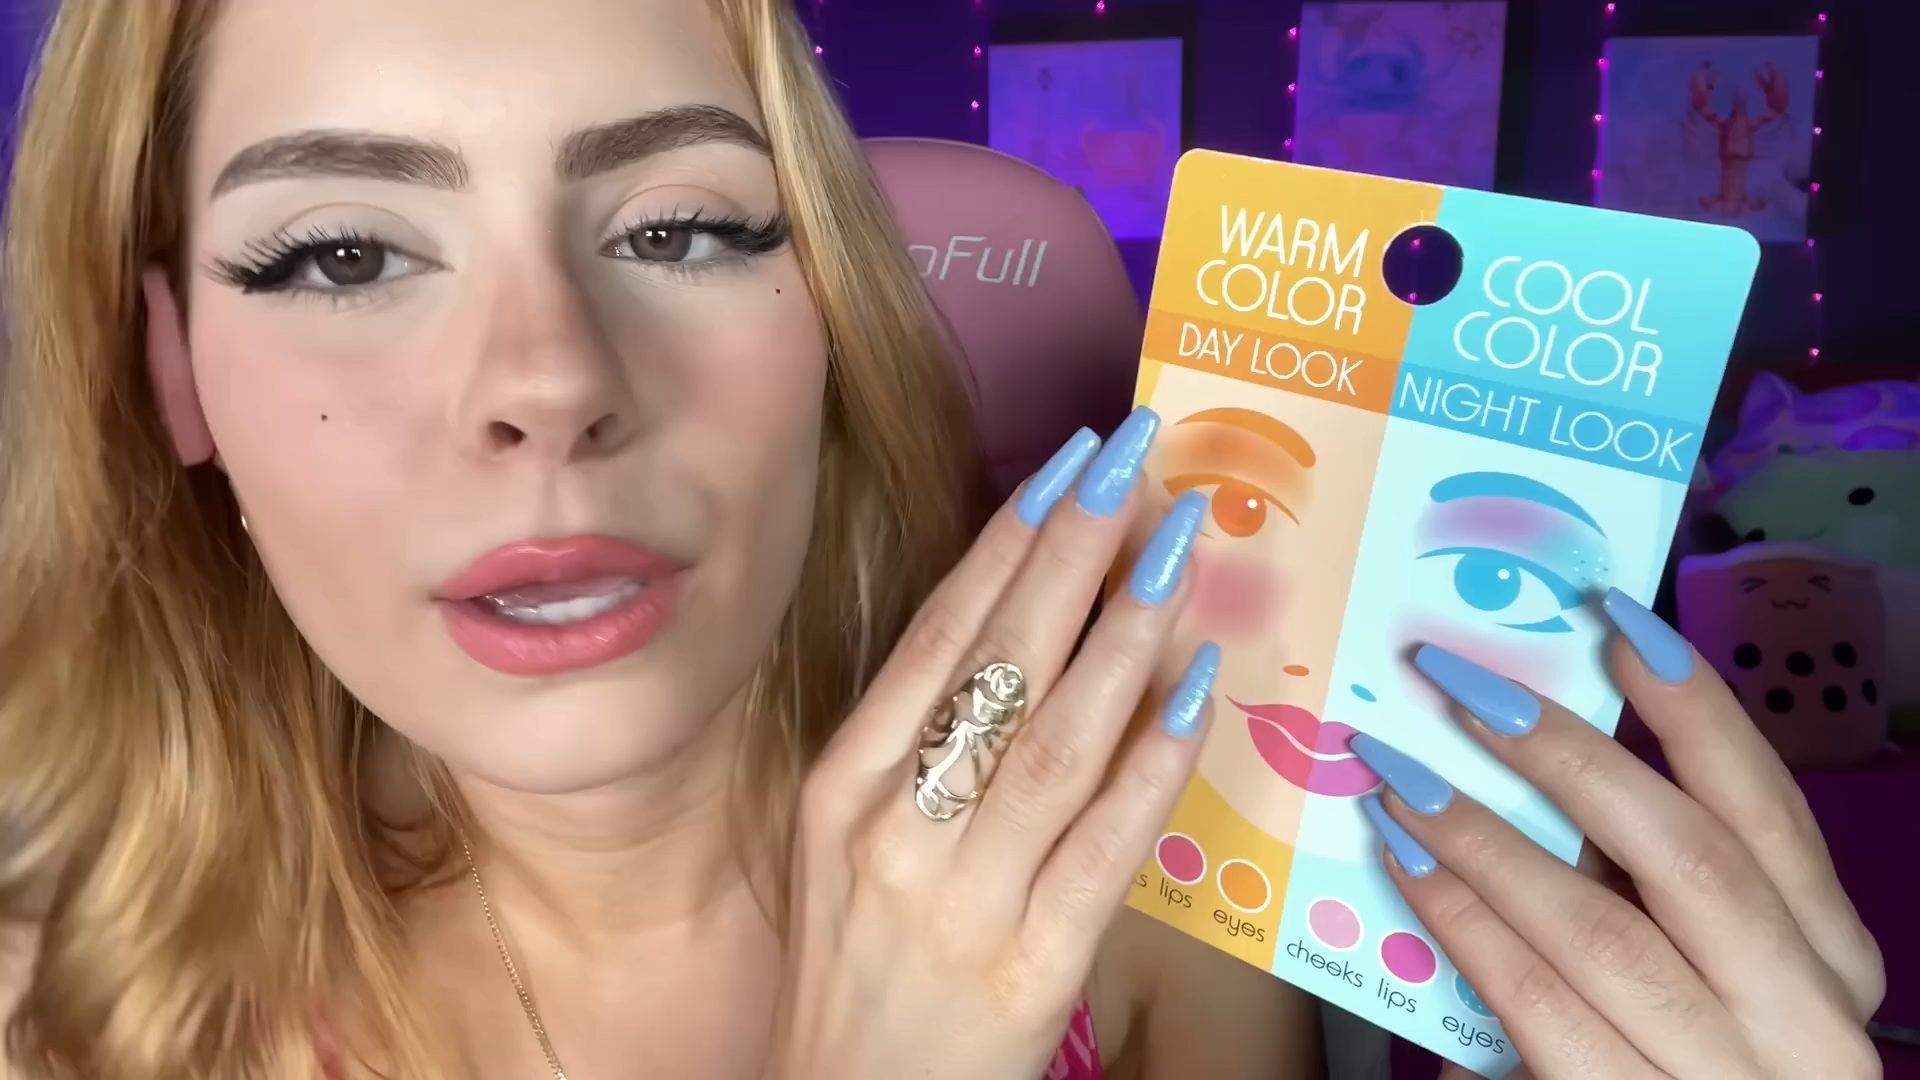 WARM
COLOR
DAY LOOK
COOL
COLOR
NIGHT LOOK
lips
eyes
cheeks
lips
eyes